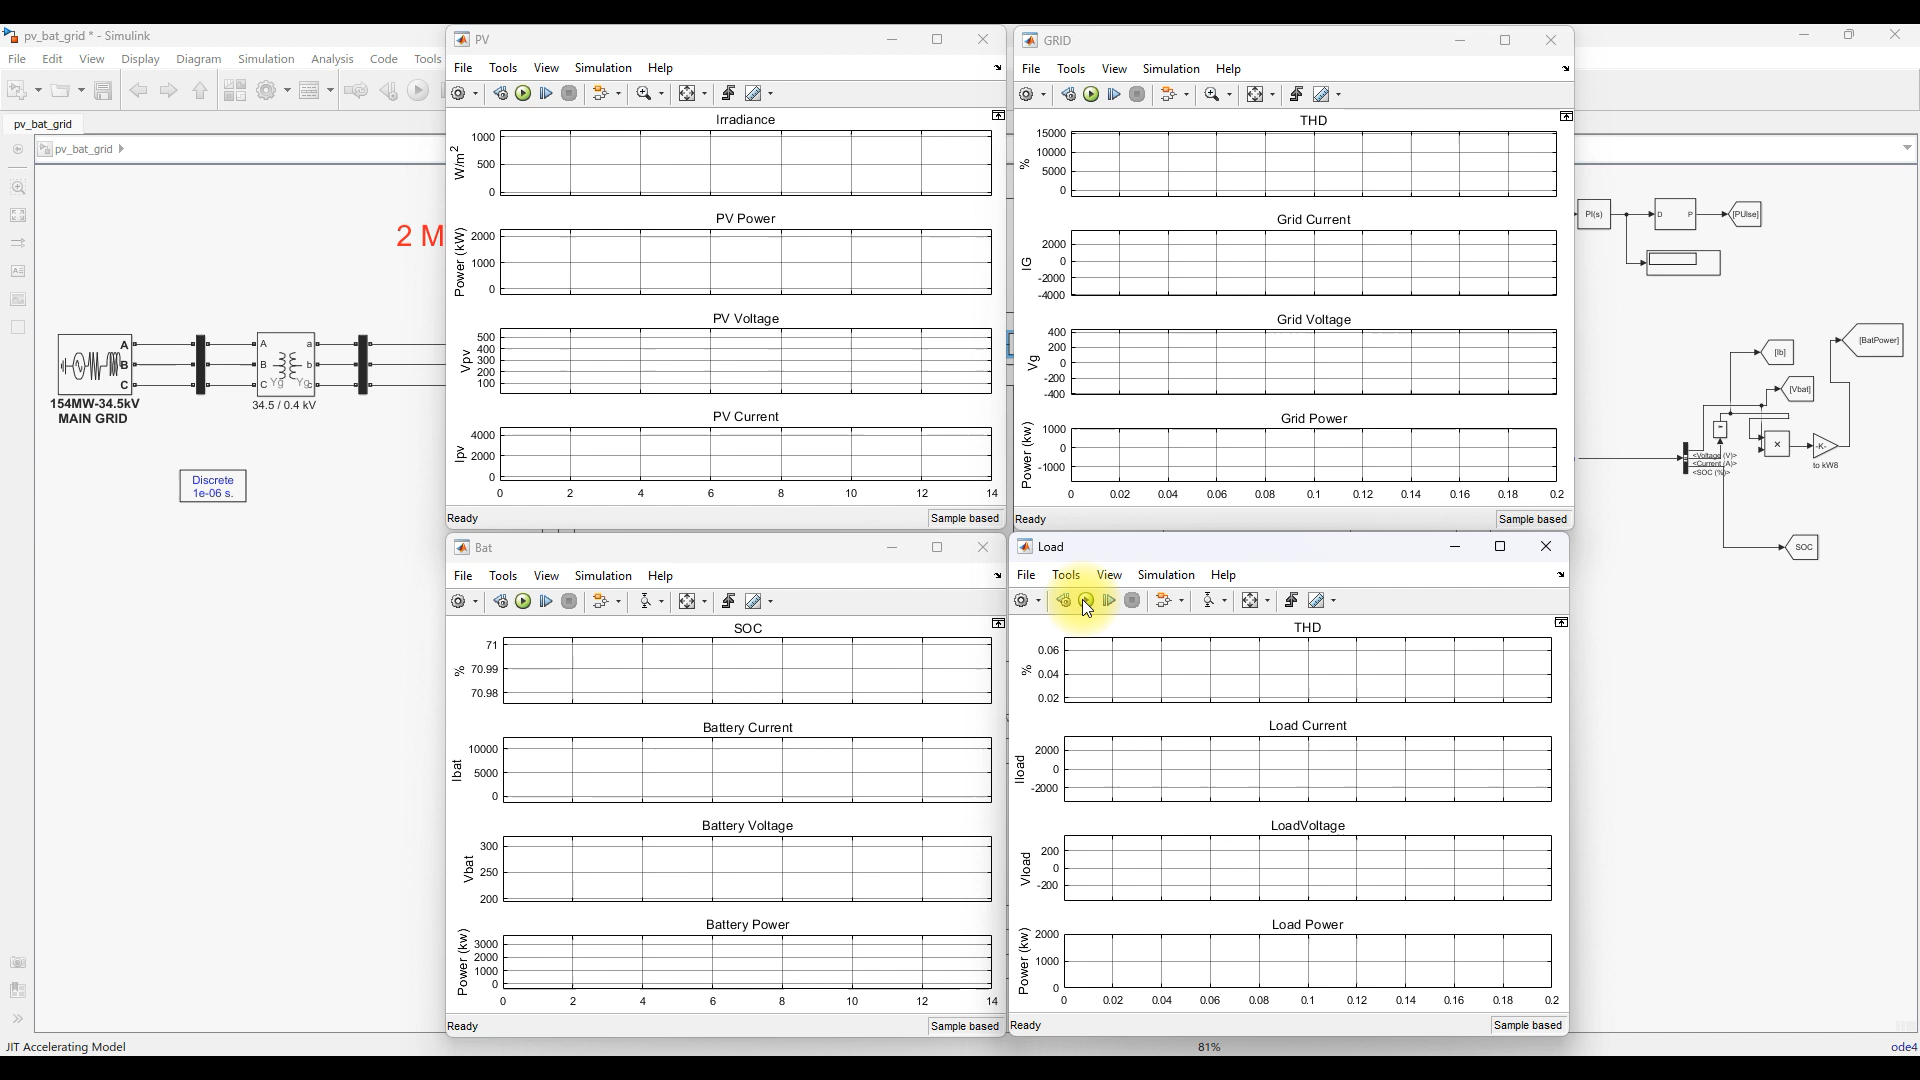 pv_bat_grid * - Simulink
File Edit View Display Diagram Simulation Analysis Code Tools
pv_bat_grid
pv_bat_grid
2 M
A
B
C
A
B
C
a
b
c
Yg Yg
154MW-34.5kV
MAIN GRID
34.5 / 0.4 kV
Discrete
1e-06 s.
PV
File Tools View Simulation Help
Irradiance
W/m2
1000
500
0
PV Power
Power (kW)
2000
1000
0
PV Voltage
Vpv
500
400
300
200
100
PV Current
Ipv
4000
2000
0
0 2 4 6 8 10 12 14
Ready Sample based
GRID
File Tools View Simulation Help
THD
%
15000
10000
5000
0
Grid Current
IG
2000
0
-2000
-4000
Grid Voltage
Vg
400
200
0
-200
-400
Grid Power
Power (kw)
1000
0
-1000
0 0.02 0.04 0.06 0.08 0.1 0.12 0.14 0.16 0.18 0.2
Ready Sample based
Bat
File Tools View Simulation Help
SOC
%
71
70.99
70.98
Battery Current
Ibat
10000
5000
0
Battery Voltage
Vbat
300
250
200
Battery Power
Power (kw)
3000
2000
1000
0
0 2 4 6 8 10 12 14
Ready Sample based
Load
File Tools View Simulation Help
THD
%
0.06
0.04
0.02
Load Current
Iload
2000
0
-2000
LoadVoltage
Vload
200
0
-200
Load Power
Power (kw)
2000
1000
0
0 0.02 0.04 0.06 0.08 0.1 0.12 0.14 0.16 0.18 0.2
Ready Sample based
PI(s)
D P
[PUlse]
[Ib]
[BatPower]
[Vbat]
-K-
to kW8
<Voltage (V)>
<Current (A)>
<SOC (%)>
SOC
JIT Accelerating Model
81%
ode4